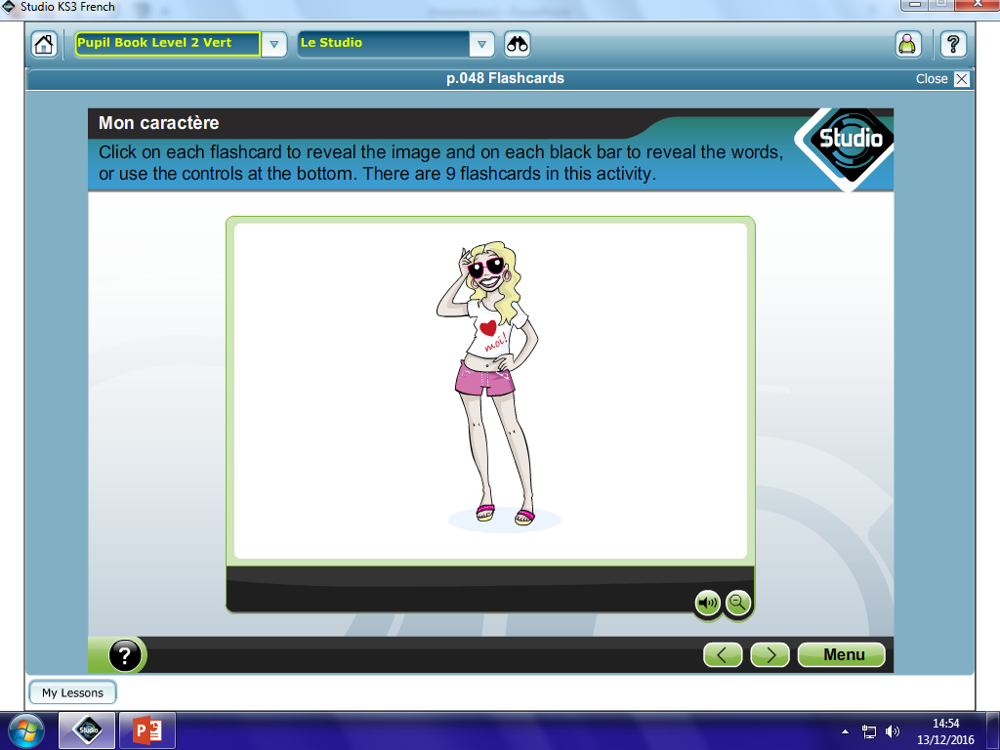 Studio KS3 French
Pupil Book Level 2 Vert
Le Studio
?
p.048 Flashcards
Close
Mon caractère
Studio
Click on each flashcard to reveal the image and on each black bar to reveal the words,
or use the controls at the bottom. There are 9 flashcards in this activity.
moi!
?
<
>
Menu
My Lessons
Studio
P
14:54
13/12/2016